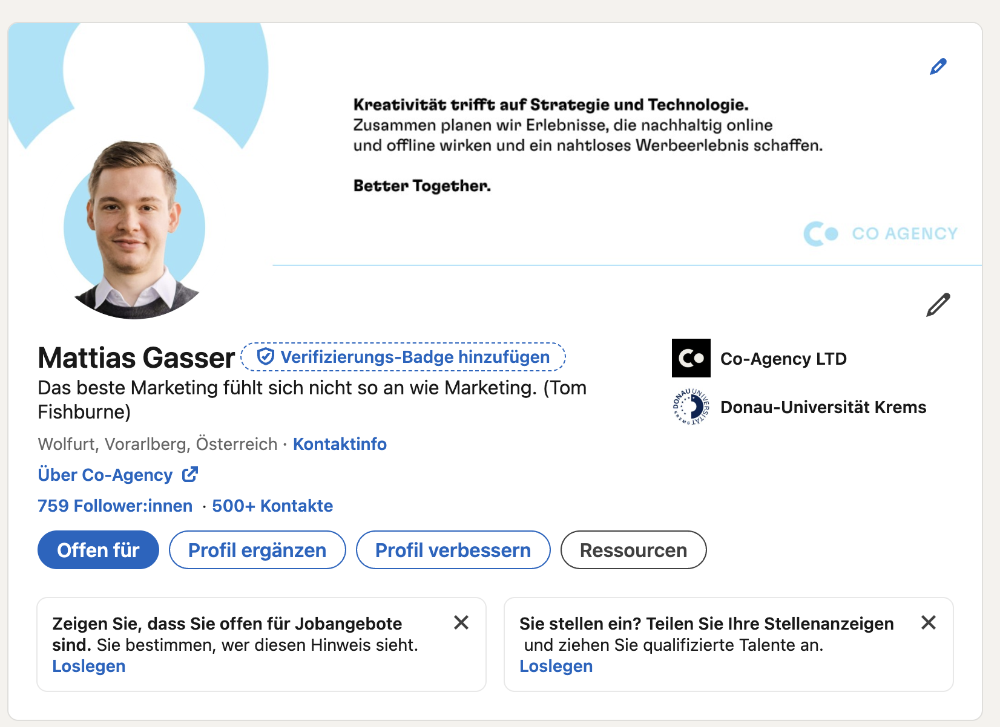 Kreativität trifft auf Strategie und Technologie.
Zusammen planen wir Erlebnisse, die nachhaltig online
und offline wirken und ein nahtloses Werbeerlebnis schaffen.
Better Together.
CO AGENCY
Mattias Gasser
Verifizierungs-Badge hinzufügen
Das beste Marketing fühlt sich nicht so an wie Marketing. (Tom
Fishburne)
Wolfurt, Vorarlberg, Österreich · Kontaktinfo
Über Co-Agency
759 Follower:innen · 500+ Kontakte
CO
Co-Agency LTD
DONAU UNIVERSITÄT KREMS
Donau-Universität Krems
Offen für
Profil ergänzen
Profil verbessern
Ressourcen
Zeigen Sie, dass Sie offen für Jobangebote
sind. Sie bestimmen, wer diesen Hinweis sieht.
Loslegen
Sie stellen ein? Teilen Sie Ihre Stellenanzeigen
und ziehen Sie qualifizierte Talente an.
Loslegen